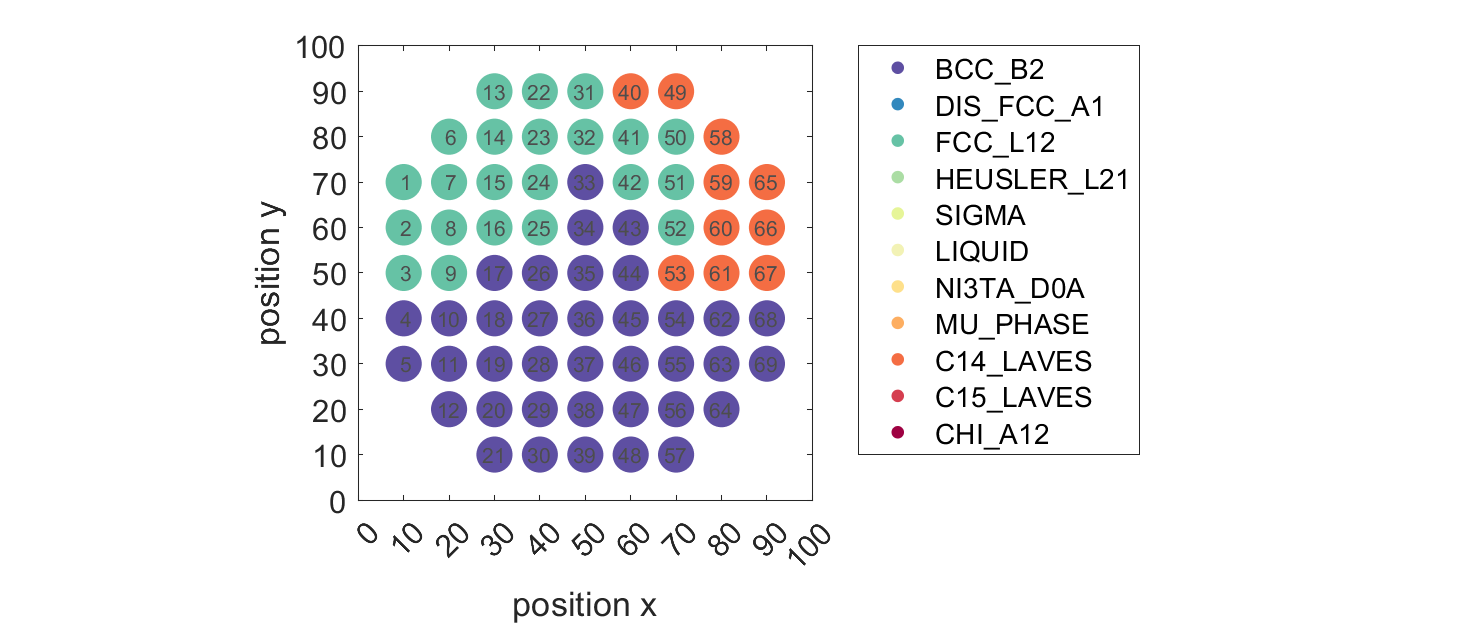 100
90
80
70
60
50
40
30
20
10
0
position y
13 22 31 40 49
6 14 23 32 41 50 58
1 7 15 24 33 42 51 59 65
2 8 16 25 34 43 52 60 66
3 9 17 26 35 44 53 61 67
4 10 18 27 36 45 54 62 68
5 11 19 28 37 46 55 63 69
12 20 29 38 47 56 64
21 30 39 48 57
0 10 20 30 40 50 60 70 80 90 100
position x
BCC_B2
DIS_FCC_A1
FCC_L12
HEUSLER_L21
SIGMA
LIQUID
NI3TA_D0A
MU_PHASE
C14_LAVES
C15_LAVES
CHI_A12